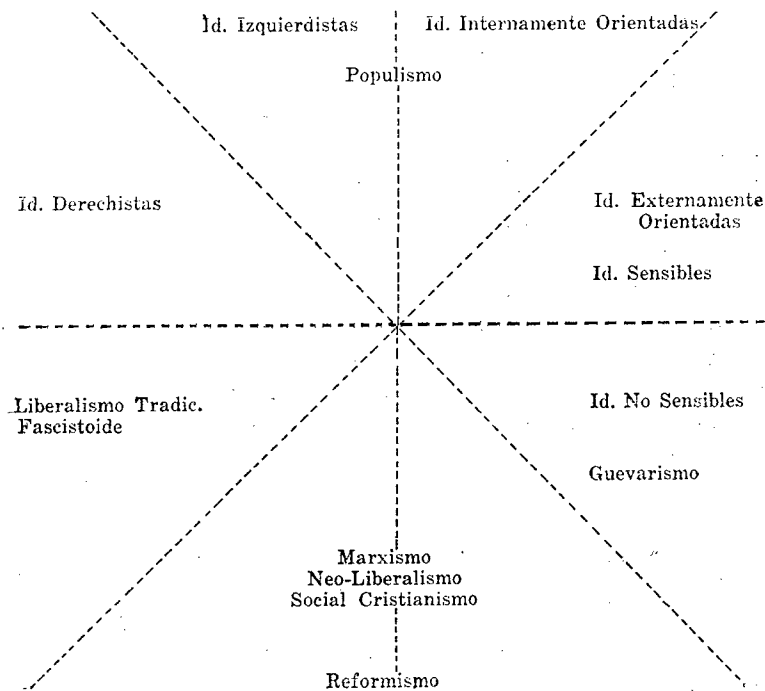 Id. Izquierdistas
Id. Internamente Orientadas
Populismo
Id. Derechistas
Id. Externamente
Orientadas
Id. Sensibles
Liberalismo Tradic.
Fascistoide
Id. No Sensibles
Guevarismo
Marxismo
Neo-Liberalismo
Social Cristianismo
Reformismo